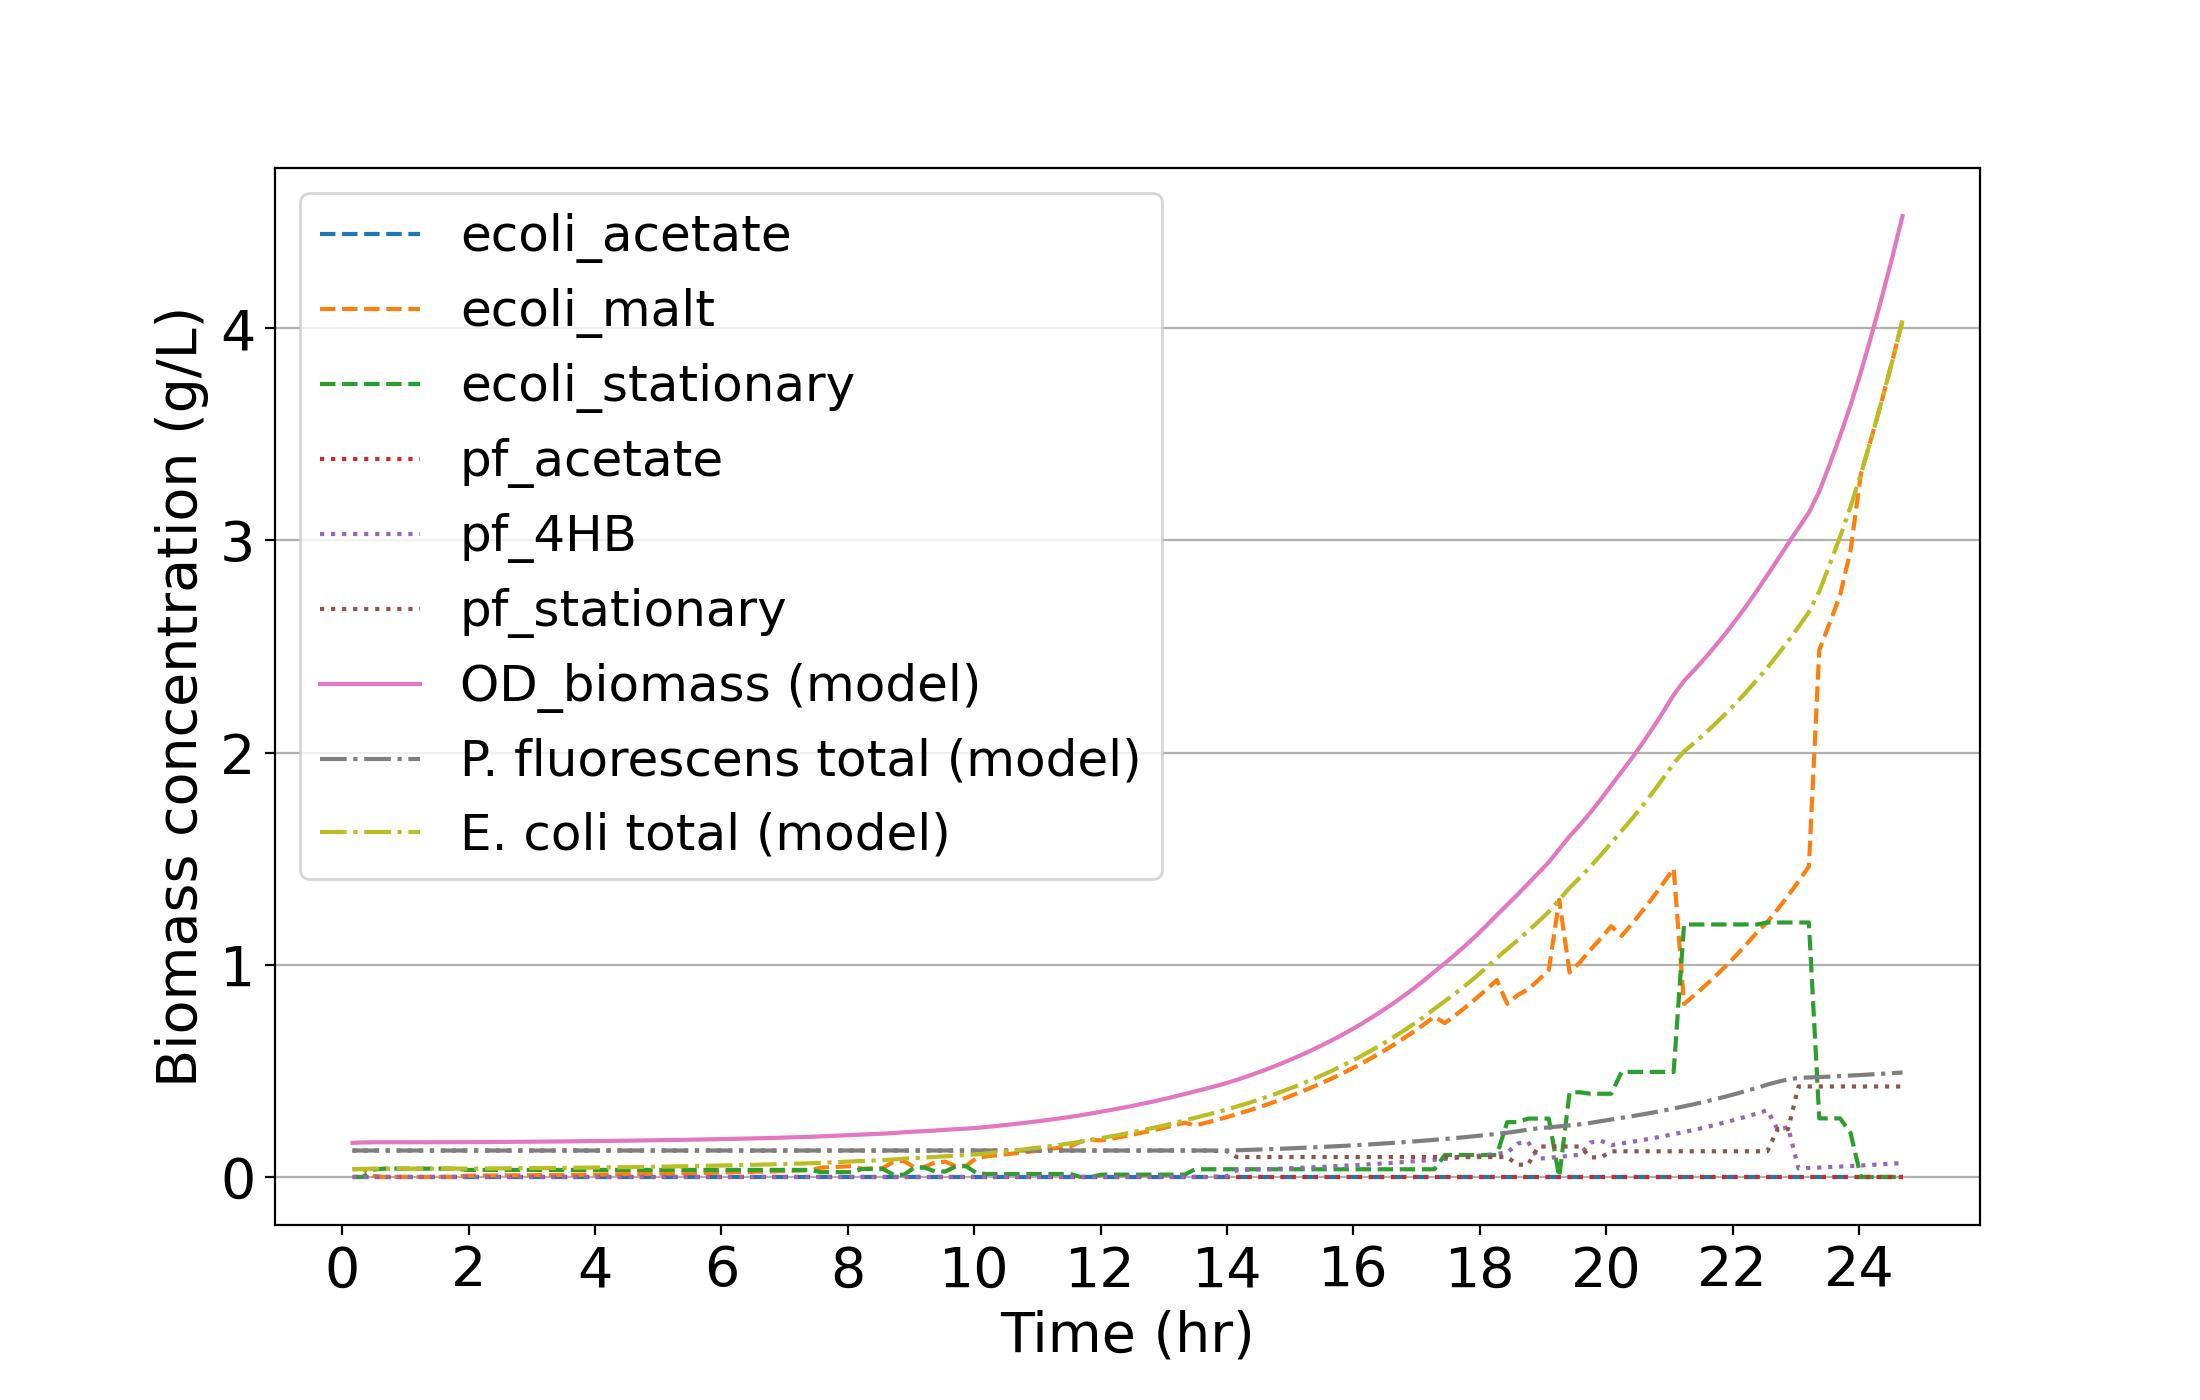 ecoli_acetate
ecoli_malt
ecoli_stationary
pf_acetate
pf_4HB
pf_stationary
OD_biomass (model)
P. fluorescens total (model)
E. coli total (model)
Biomass concentration (g/L)
4
3
2
1
0
0 2 4 6 8 10 12 14 16 18 20 22 24
Time (hr)